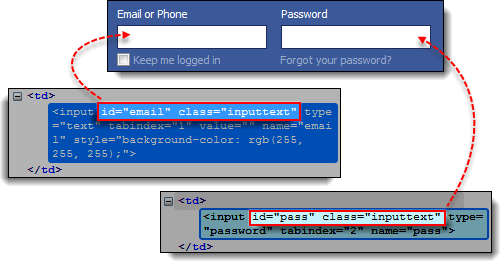 Email or Phone Password
Keep me logged in Forgot your password?
<td>
<input id="email" class="inputtext" type
="text" tabindex="1" value="" name="emai
l" style="background-color: rgb(255,
255, 255);">
</td>
<td>
<input id="pass" class="inputtext" type=
"password" tabindex="2" name="pass">
</td>